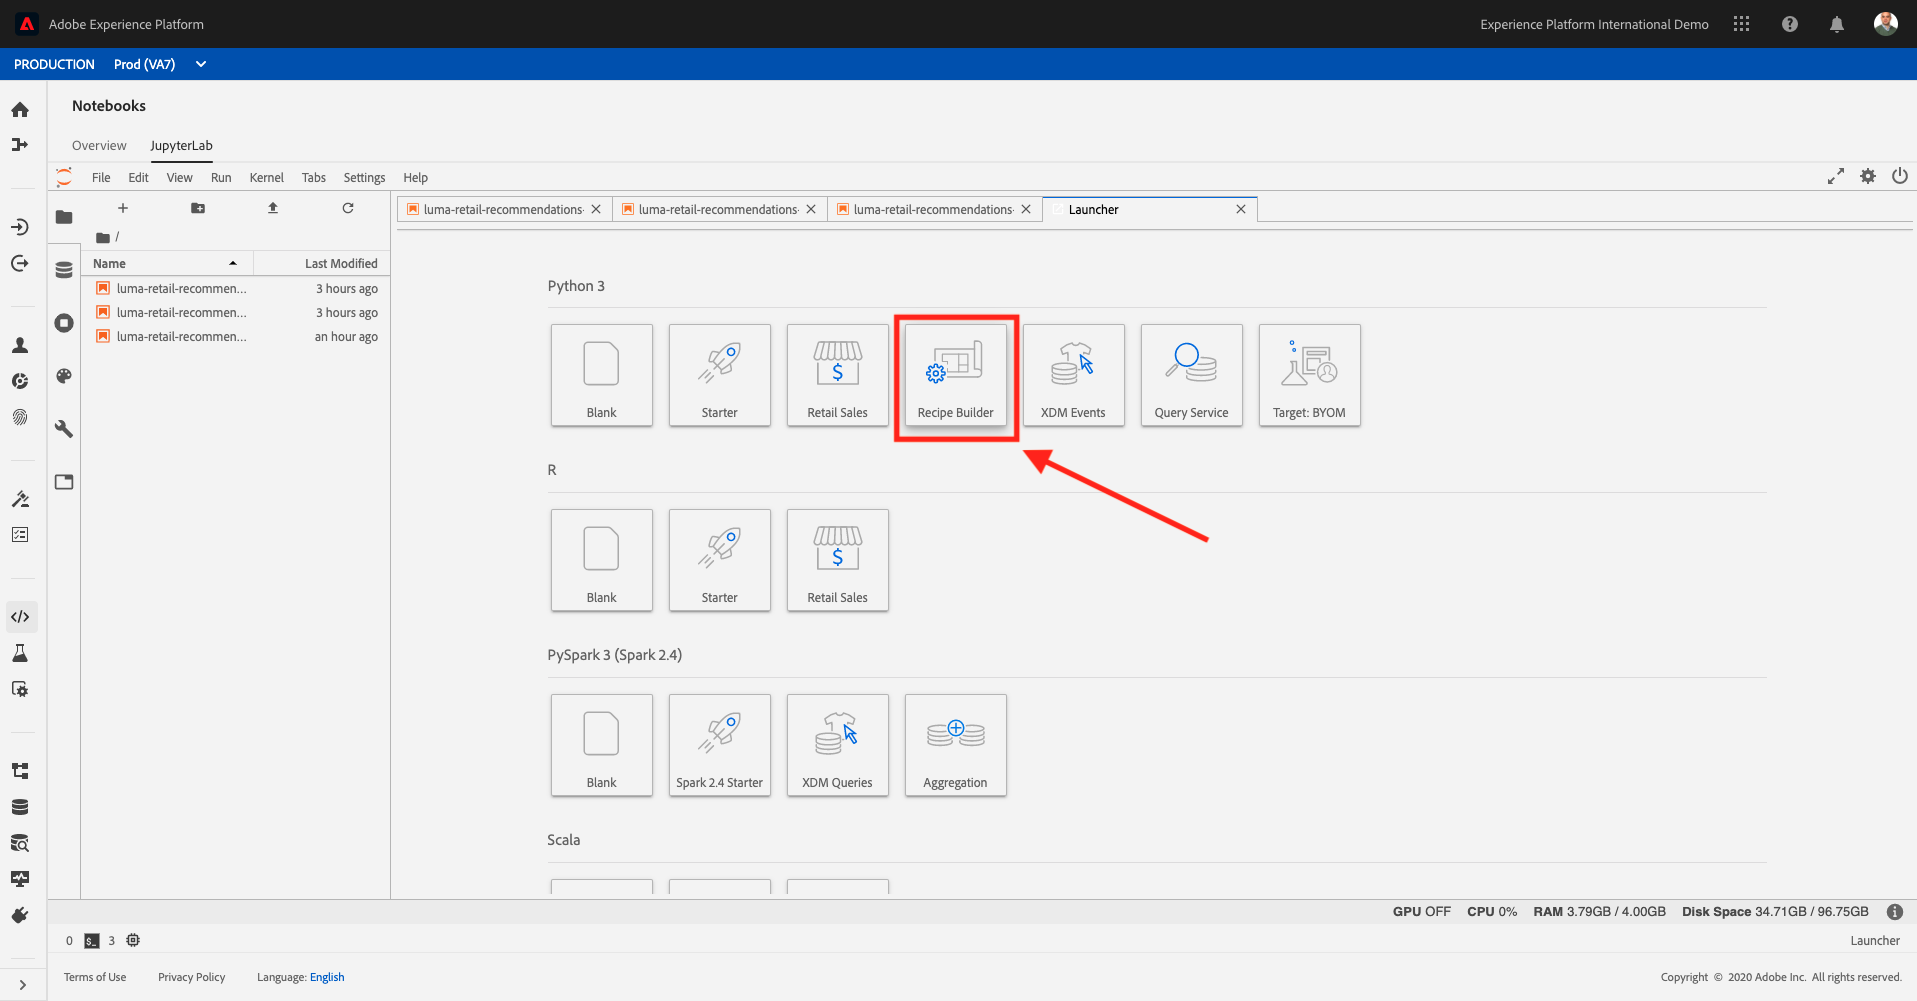 Adobe Experience Platform
Experience Platform International Demo
PRODUCTION Prod (VA7)
Notebooks
Overview JupyterLab
File Edit View Run Kernel Tabs Settings Help
luma-retail-recommendations- luma-retail-recommendations- luma-retail-recommendations- Launcher
/
Name Last Modified
luma-retail-recommen... 3 hours ago
luma-retail-recommen... 3 hours ago
luma-retail-recommen... an hour ago
Python 3
Blank Starter Retail Sales Recipe Builder XDM Events Query Service Target: BYOM
R
Blank Starter Retail Sales
PySpark 3 (Spark 2.4)
Blank Spark 2.4 Starter XDM Queries Aggregation
Scala
GPU OFF CPU 0% RAM 3.79GB / 4.00GB Disk Space 34.71GB / 96.75GB
0 $_ 3
Launcher
Terms of Use Privacy Policy Language: English
Copyright © 2020 Adobe Inc. All rights reserved.